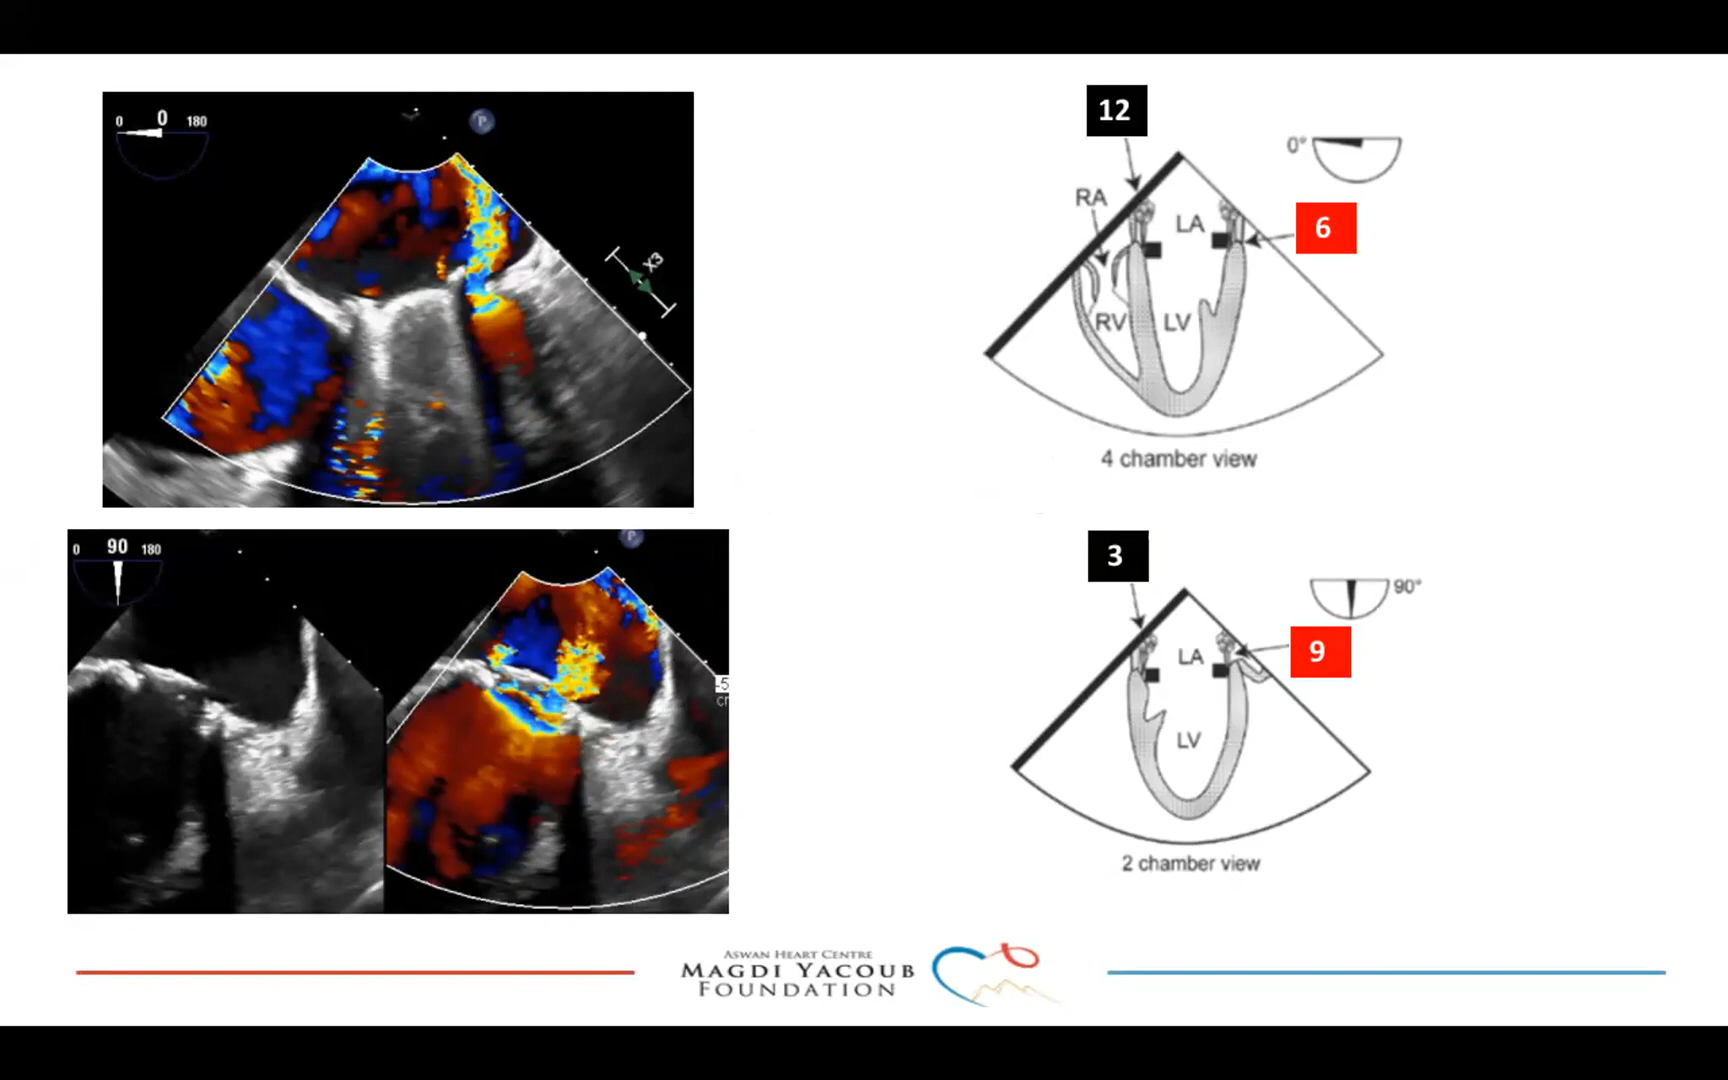 0 0 180
P
X3
12
RA
LA
RV
LV
0°
6
4 chamber view
0 90 180
P
-5
3
LA
LV
90°
9
2 chamber view
ASWAN HEART CENTRE
MAGDI YACOUB
FOUNDATION